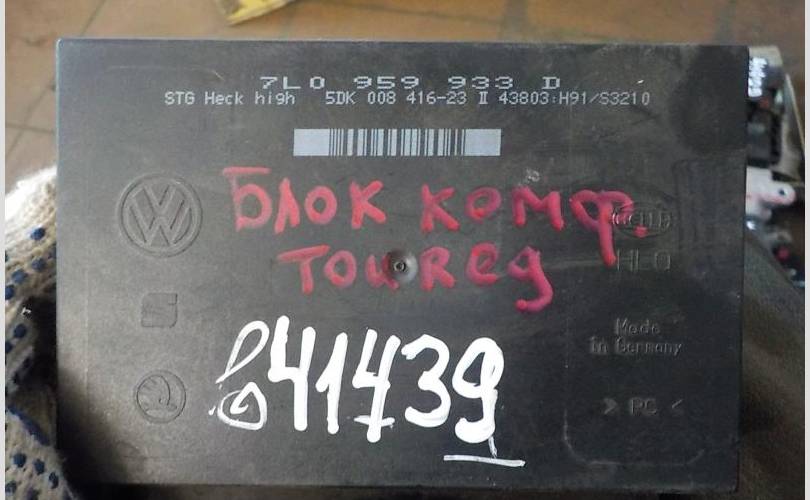 7L0 959 933 D
STG Heck high 5DK 008 416-23 II 43803:H91/S3210
Блок комф.
Toureg
HELLA
Made
in Germany
> PC <